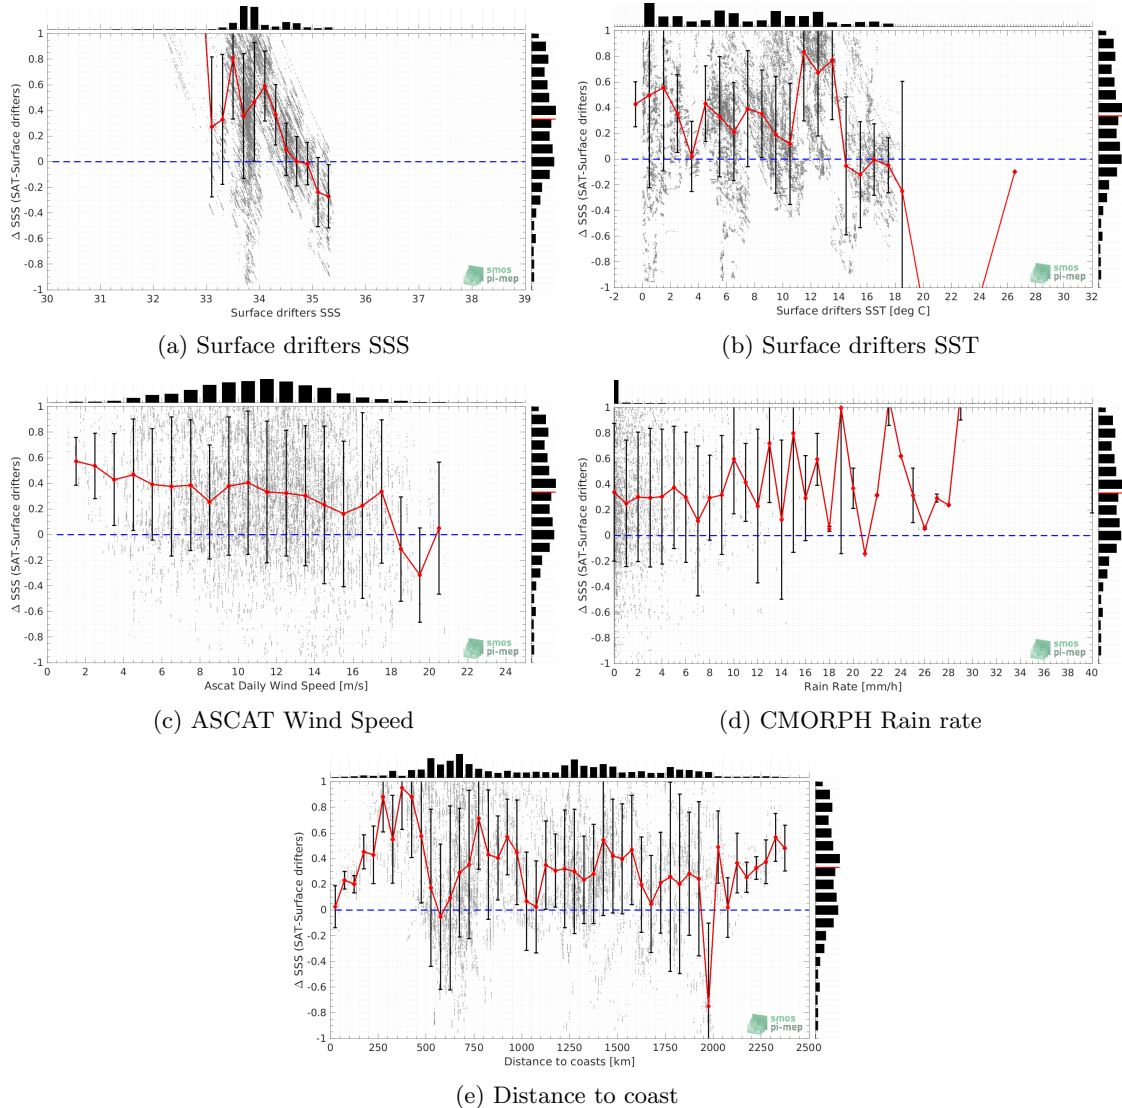 1
0.8
0.6
0.4
0.2
0
-0.2
-0.4
-0.6
-0.8
-1
Δ SSS (SAT-Surface drifters)
30 31 32 33 34 35 36 37 38 39
Surface drifters SSS
smos
pi-mep
(a) Surface drifters SSS
1
0.8
0.6
0.4
0.2
0
-0.2
-0.4
-0.6
-0.8
-1
Δ SSS (SAT-Surface drifters)
-2 0 2 4 6 8 10 12 14 16 18 20 22 24 26 28 30 32
Surface drifters SST [deg C]
smos
pi-mep
(b) Surface drifters SST
1
0.8
0.6
0.4
0.2
0
-0.2
-0.4
-0.6
-0.8
-1
Δ SSS (SAT-Surface drifters)
0 2 4 6 8 10 12 14 16 18 20 22 24
Ascat Daily Wind Speed [m/s]
smos
pi-mep
(c) ASCAT Wind Speed
1
0.8
0.6
0.4
0.2
0
-0.2
-0.4
-0.6
-0.8
-1
Δ SSS (SAT-Surface drifters)
0 2 4 6 8 10 12 14 16 18 20 22 24 26 28 30 32 34 36 38 40
Rain Rate [mm/h]
smos
pi-mep
(d) CMORPH Rain rate
1
0.8
0.6
0.4
0.2
0
-0.2
-0.4
-0.6
-0.8
-1
Δ SSS (SAT-Surface drifters)
0 250 500 750 1000 1250 1500 1750 2000 2250 2500
Distance to coasts [km]
smos
pi-mep
(e) Distance to coast